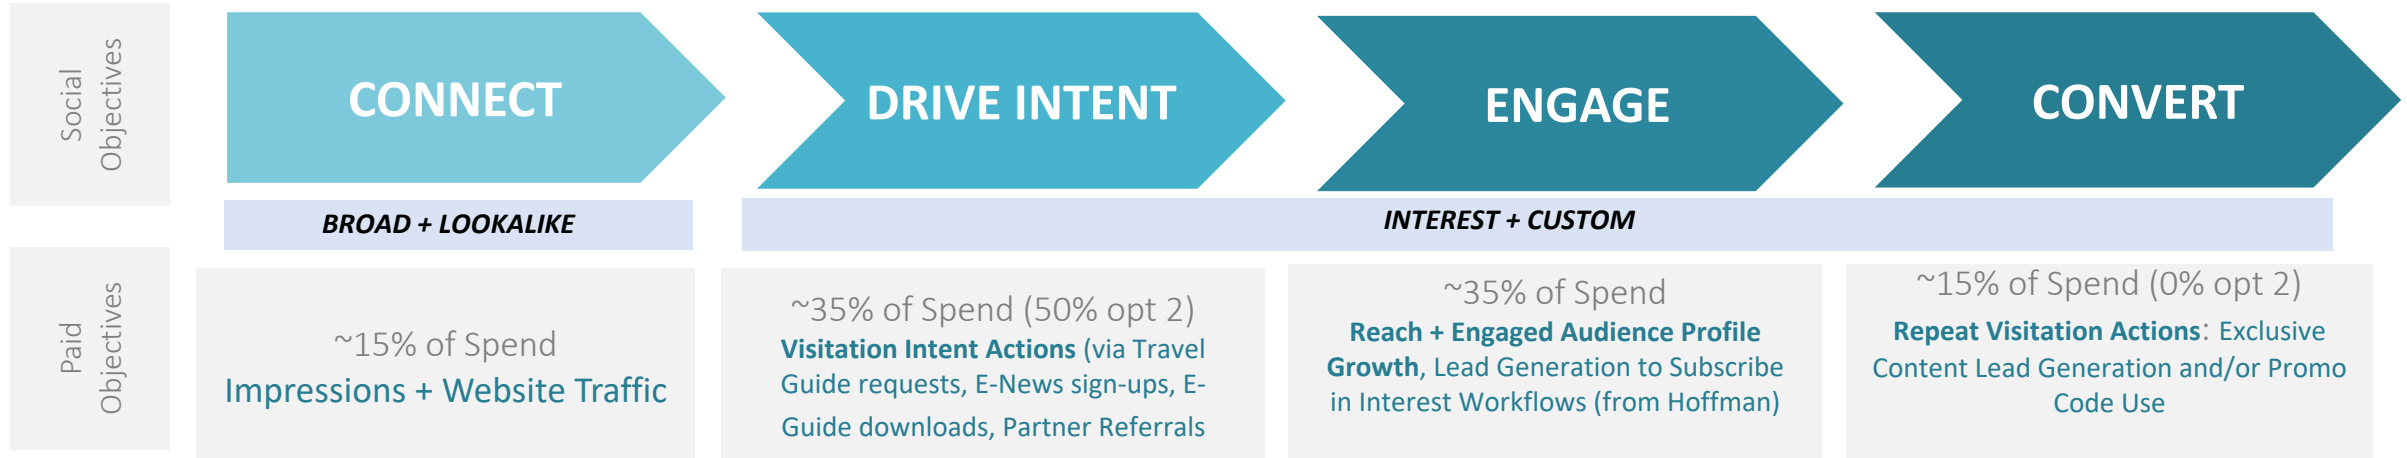 Social
Objectives
CONNECT
DRIVE INTENT
ENGAGE
CONVERT
BROAD + LOOKALIKE
INTEREST + CUSTOM
Paid
Objectives
~15% of Spend
Impressions + Website Traffic
~35% of Spend (50% opt 2)
Visitation Intent Actions (via Travel
Guide requests, E-News sign-ups, E-
Guide downloads, Partner Referrals
~35% of Spend
Reach + Engaged Audience Profile
Growth, Lead Generation to Subscribe
in Interest Workflows (from Hoffman)
~15% of Spend (0% opt 2)
Repeat Visitation Actions: Exclusive
Content Lead Generation and/or Promo
Code Use